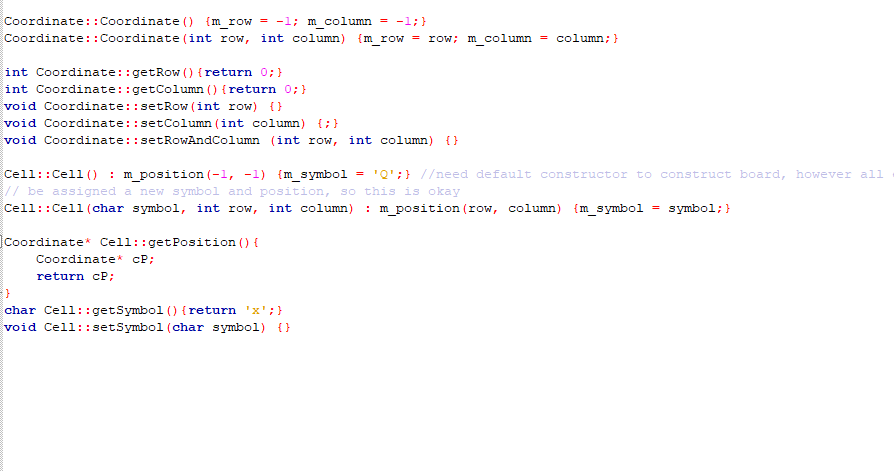 Coordinate::Coordinate() {m_row = -1; m_column = -1;}
Coordinate::Coordinate(int row, int column) {m_row = row; m_column = column;}
int Coordinate::getRow(){return 0;}
int Coordinate::getColumn(){return 0;}
void Coordinate::setRow(int row) {}
void Coordinate::setColumn(int column) {;}
void Coordinate::setRowAndColumn (int row, int column) {}
Cell::Cell() : m_position(-1, -1) {m_symbol = 'Q';} //need default constructor to construct board, however all
// be assigned a new symbol and position, so this is okay
Cell::Cell(char symbol, int row, int column) : m_position(row, column) {m_symbol = symbol;}
Coordinate* Cell::getPosition(){
    Coordinate* cP;
    return cP;
}
char Cell::getSymbol(){return 'x';}
void Cell::setSymbol(char symbol) {}